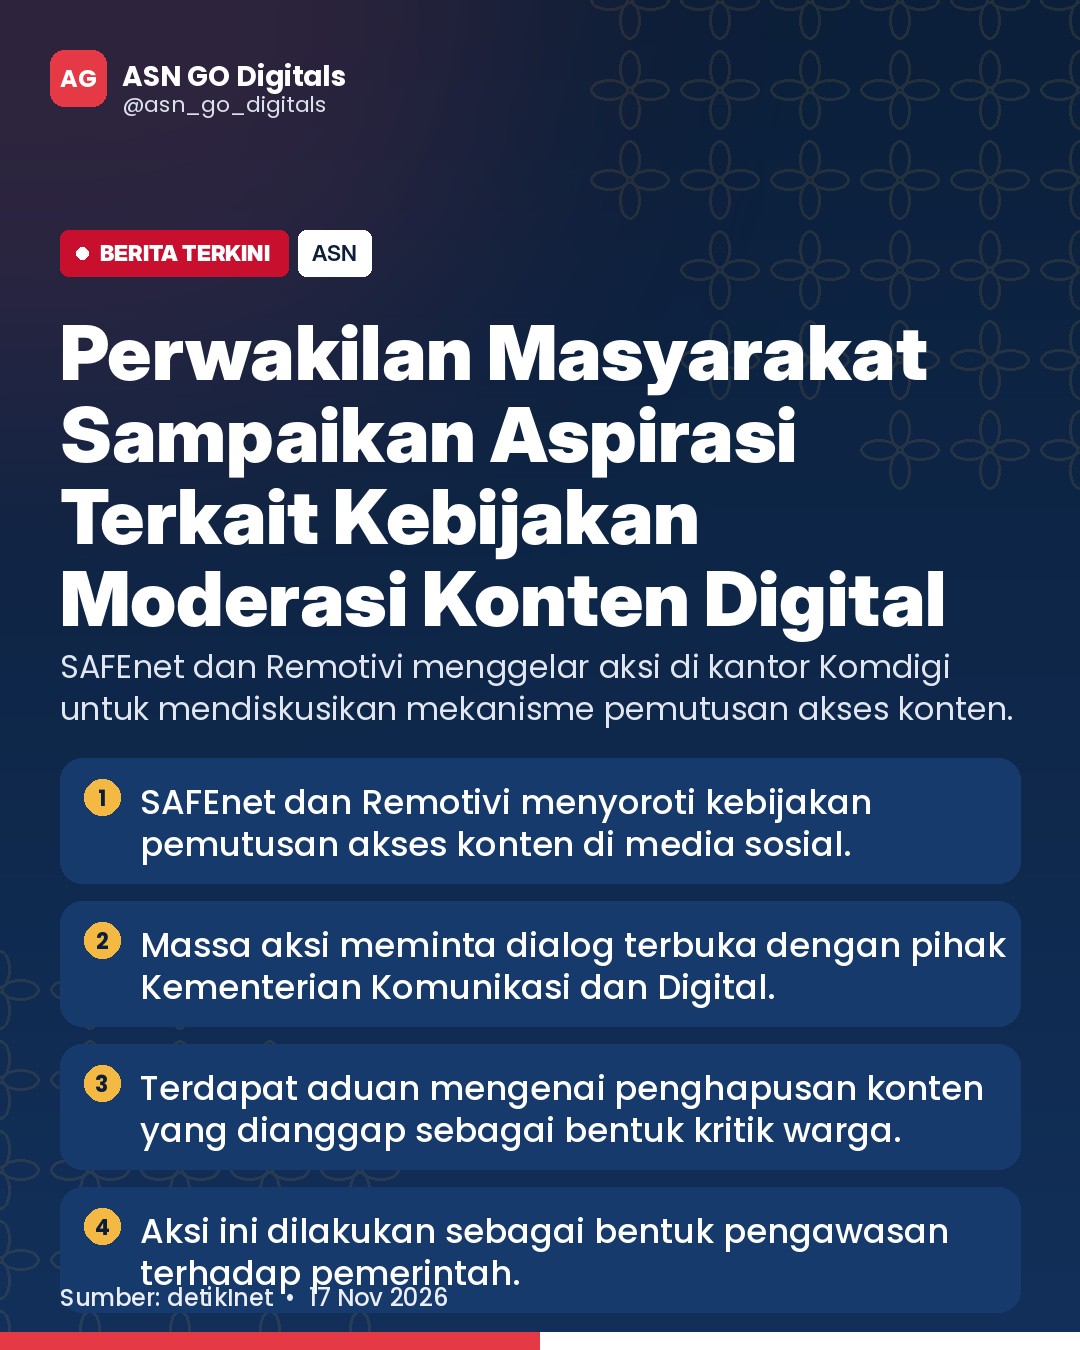 AG
ASN GO Digitals
@asn_go_digitals
BERITA TERKINI
ASN
Perwakilan Masyarakat
Sampaikan Aspirasi
Terkait Kebijakan
Moderasi Konten Digital
SAFEnet dan Remotivi menggelar aksi di kantor Komdigi
untuk mendiskusikan mekanisme pemutusan akses konten.
1 SAFEnet dan Remotivi menyoroti kebijakan
pemutusan akses konten di media sosial.
2 Massa aksi meminta dialog terbuka dengan pihak
Kementerian Komunikasi dan Digital.
3 Terdapat aduan mengenai penghapusan konten
yang dianggap sebagai bentuk kritik warga.
4 Aksi ini dilakukan sebagai bentuk pengawasan
terhadap pemerintah.
Sumber: detikInet • 17 Nov 2026